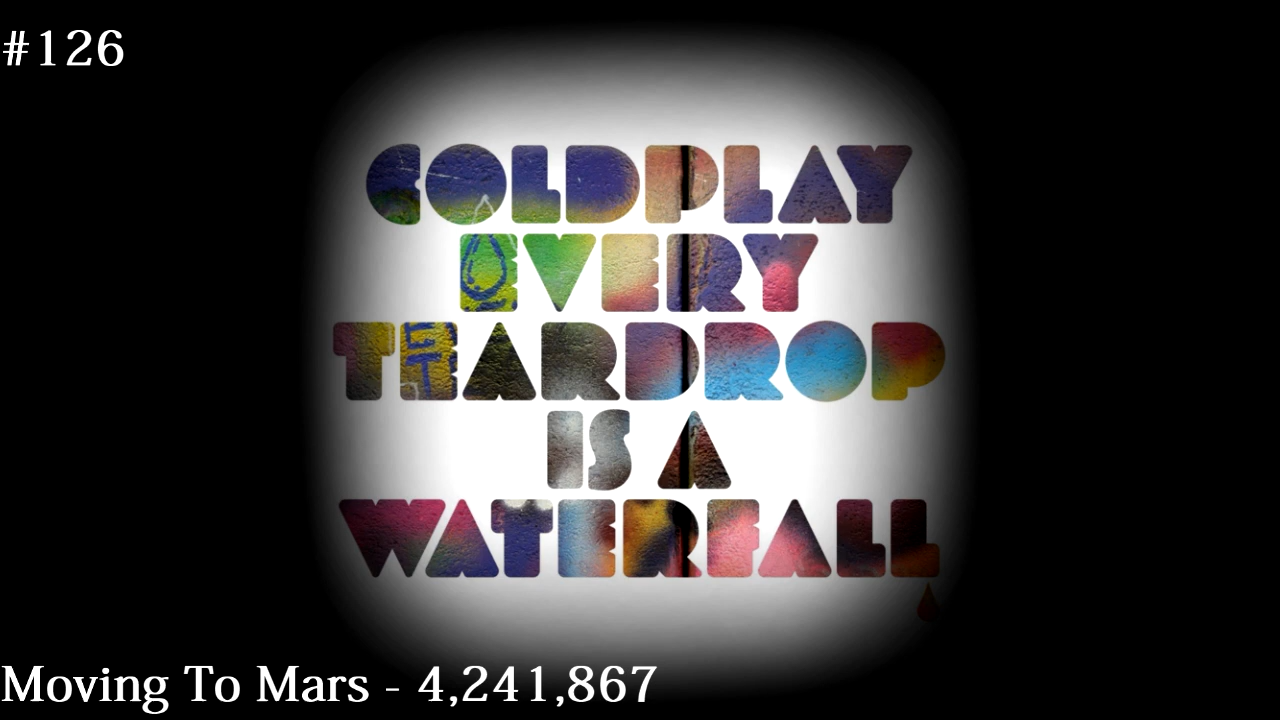 #126
COLDPLAY
EVERY
TEARDROP
IS A
WATERFALL
Moving To Mars - 4,241,867